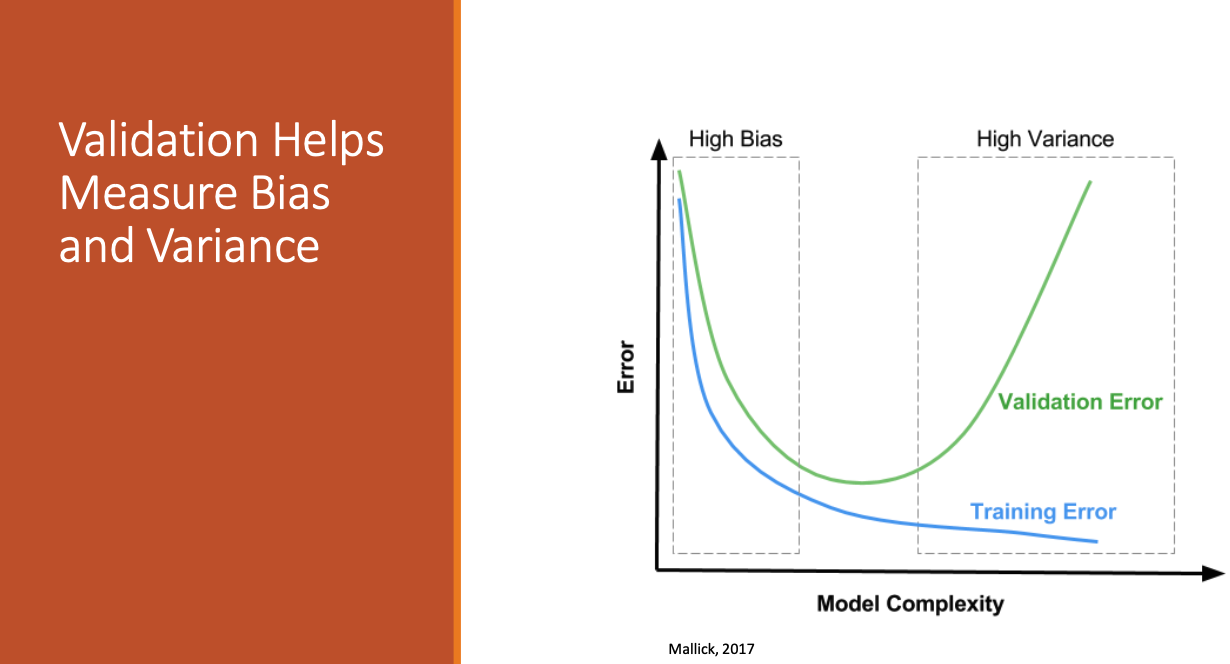 Validation Helps
Measure Bias
and Variance
High Bias
High Variance
Error
Validation Error
Training Error
Model Complexity
Mallick, 2017